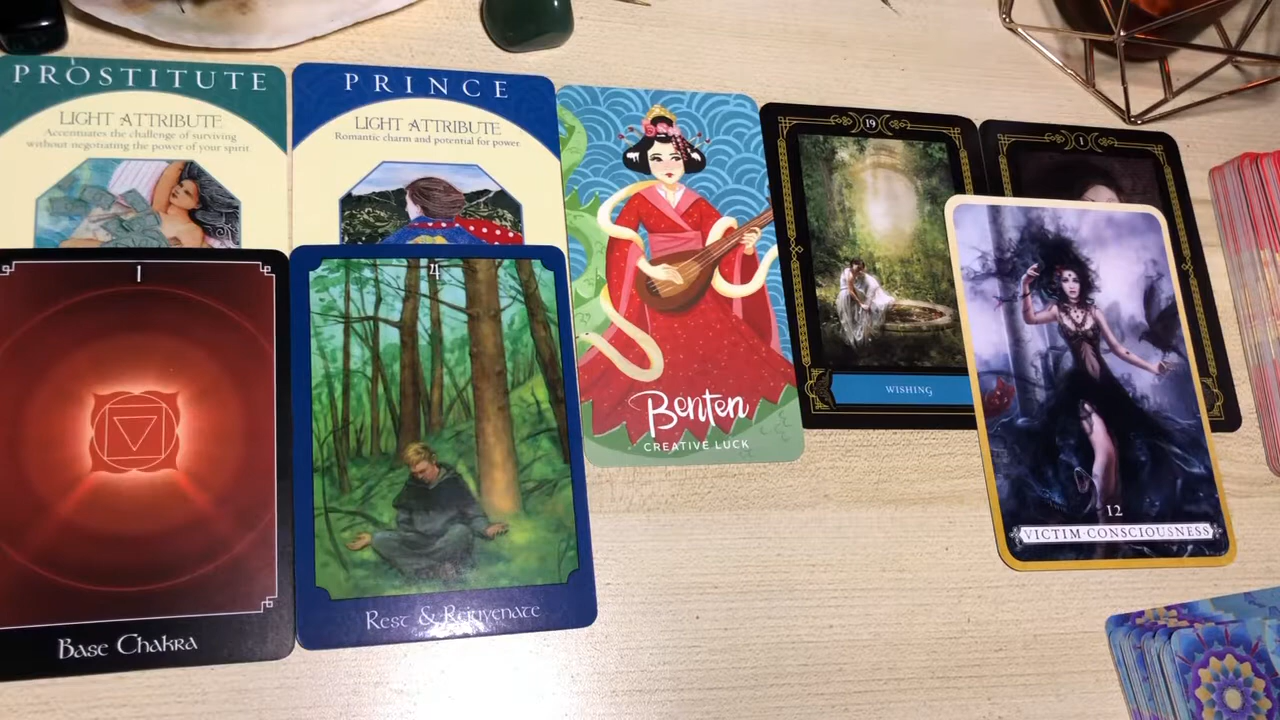 PROSTITUTE
LIGHT ATTRIBUTE
Accentuates the challenge of surviving
without negotiating the power of your spirit.
PRINCE
LIGHT ATTRIBUTE
Romantic charm and potential for power.
Benten
CREATIVE LUCK
19
WISHING
1
12
VICTIM CONSCIOUSNESS
1
Base Chakra
4
Rest & Rejuvenate